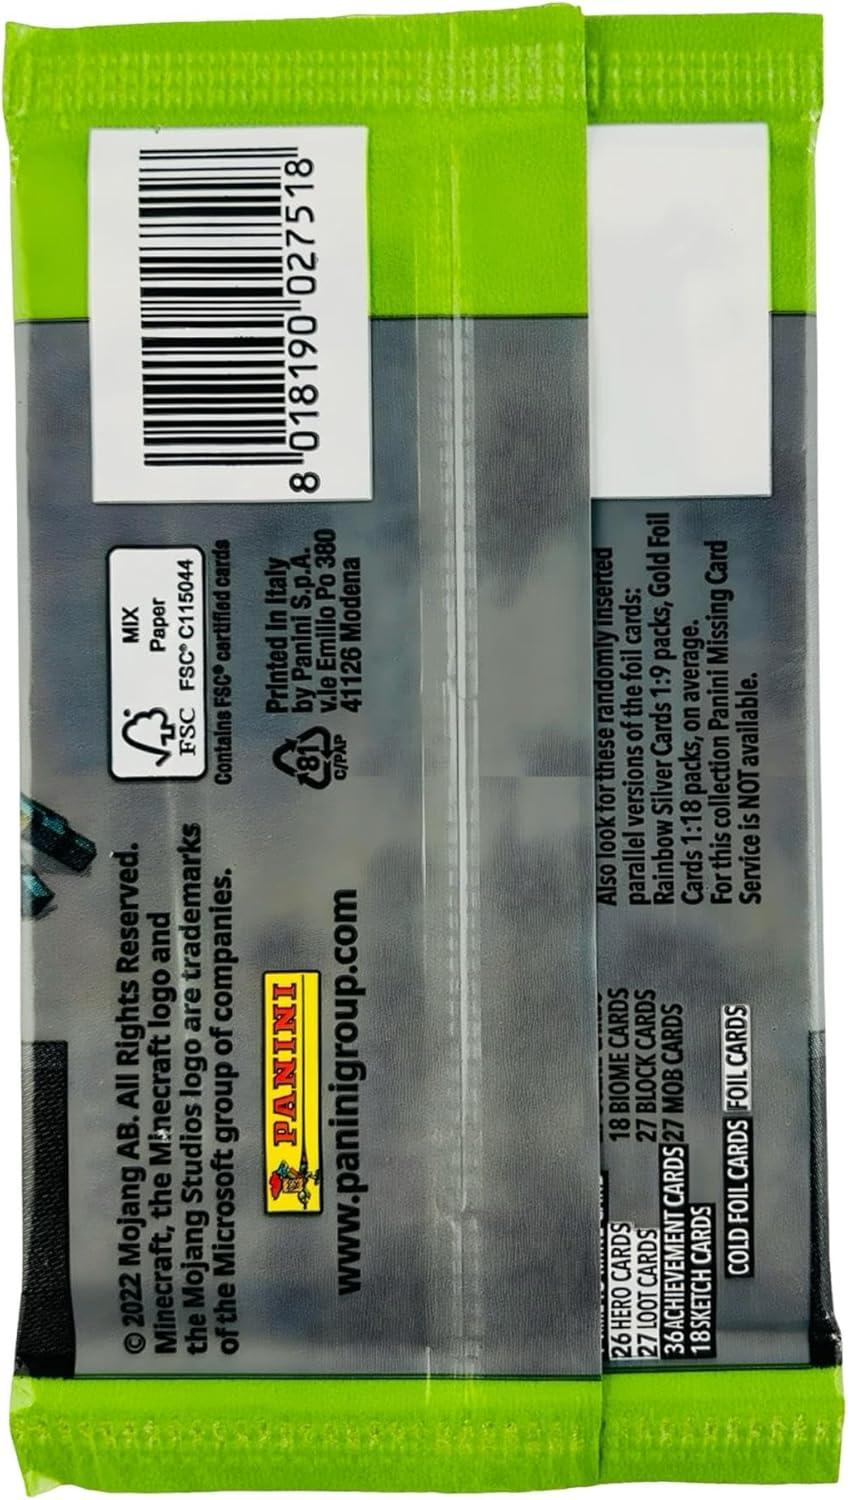 8 018190 027518
MIX
Paper
FSC FSC® C115044
Contains FSC® certified cards
Printed in Italy
by Panini S.p.A.
v.le Emilio Po 380
41126 Modena
81
C/PAP
© 2022 Mojang AB. All Rights Reserved.
Minecraft, the Minecraft logo and
the Mojang Studios logo are trademarks
of the Microsoft group of companies.
PANINI
www.paninigroup.com
Also look for these randomly inserted
parallel versions of the foil cards:
Rainbow Silver Cards 1:9 packs, Gold Foil
Cards 1:18 packs, on average.
For this collection Panini Missing Card
Service is NOT available.
18 BIOME CARDS
27 BLOCK CARDS
27 MOB CARDS
26 HERO CARDS
27 LOOT CARDS
36 ACHIEVEMENT CARDS
18 SKETCH CARDS
COLD FOIL CARDS FOIL CARDS